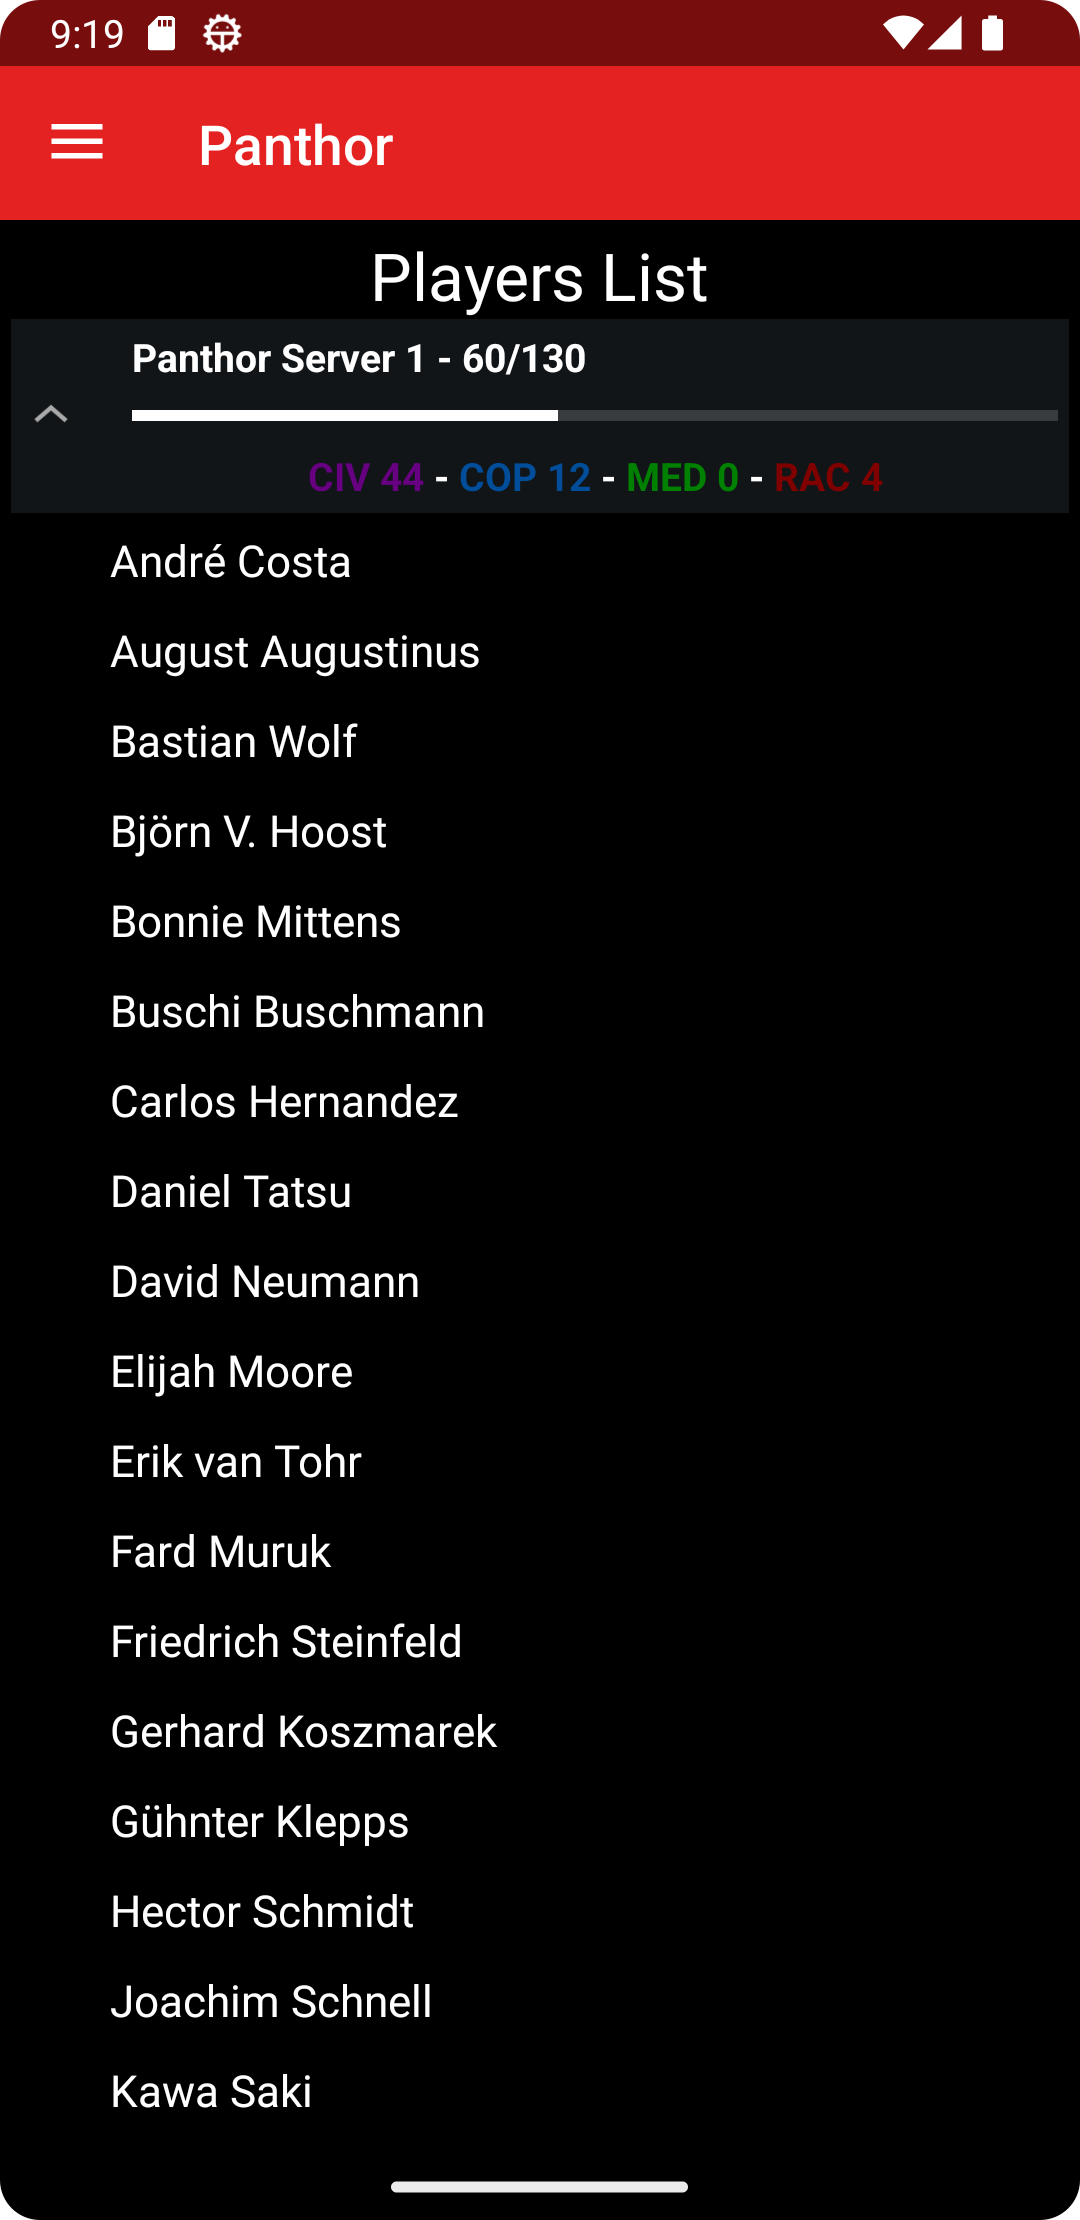 9:19
Panthor
Players List
Panthor Server 1 - 60/130
CIV 44 - COP 12 - MED 0 - RAC 4
André Costa
August Augustinus
Bastian Wolf
Björn V. Hoost
Bonnie Mittens
Buschi Buschmann
Carlos Hernandez
Daniel Tatsu
David Neumann
Elijah Moore
Erik van Tohr
Fard Muruk
Friedrich Steinfeld
Gerhard Koszmarek
Gühnter Klepps
Hector Schmidt
Joachim Schnell
Kawa Saki